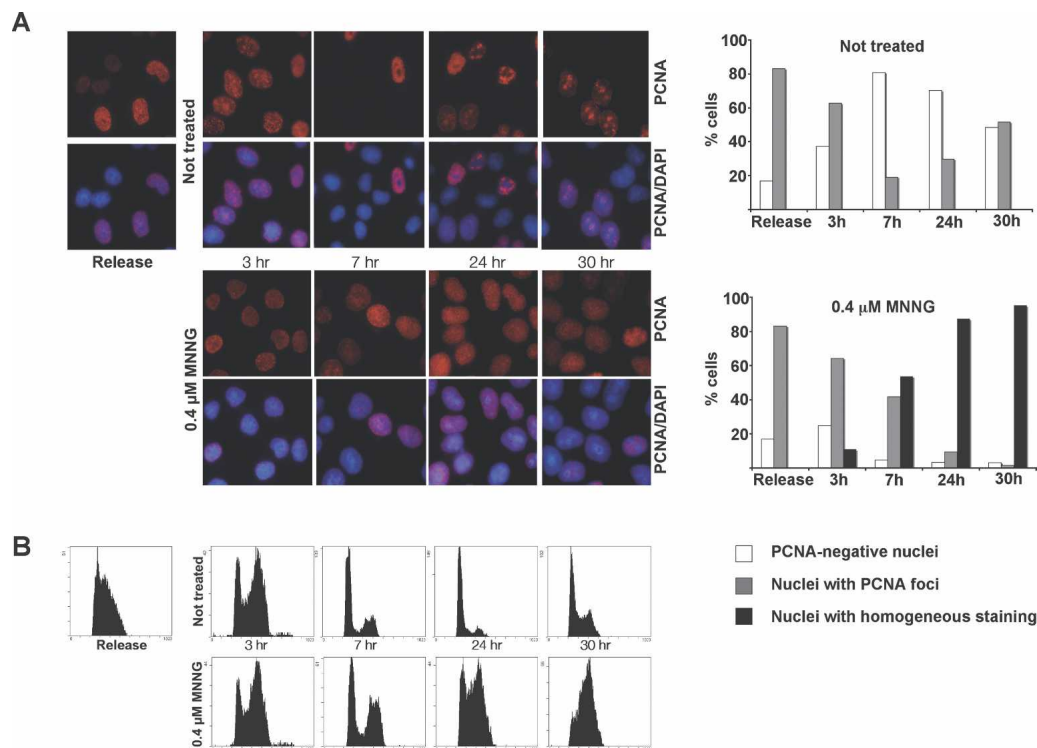 A
Not treated
PCNA
PCNA/DAPI
Release
3 hr
7 hr
24 hr
30 hr
0.4 µM MNNG
PCNA
PCNA/DAPI
Not treated
% cells
100
80
60
40
20
Release
3h
7h
24h
30h
0.4 µM MNNG
% cells
100
80
60
40
20
Release
3h
7h
24h
30h
PCNA-negative nuclei
Nuclei with PCNA foci
Nuclei with homogeneous staining
B
Release
Not treated
3 hr
7 hr
24 hr
30 hr
0.4 µM MNNG